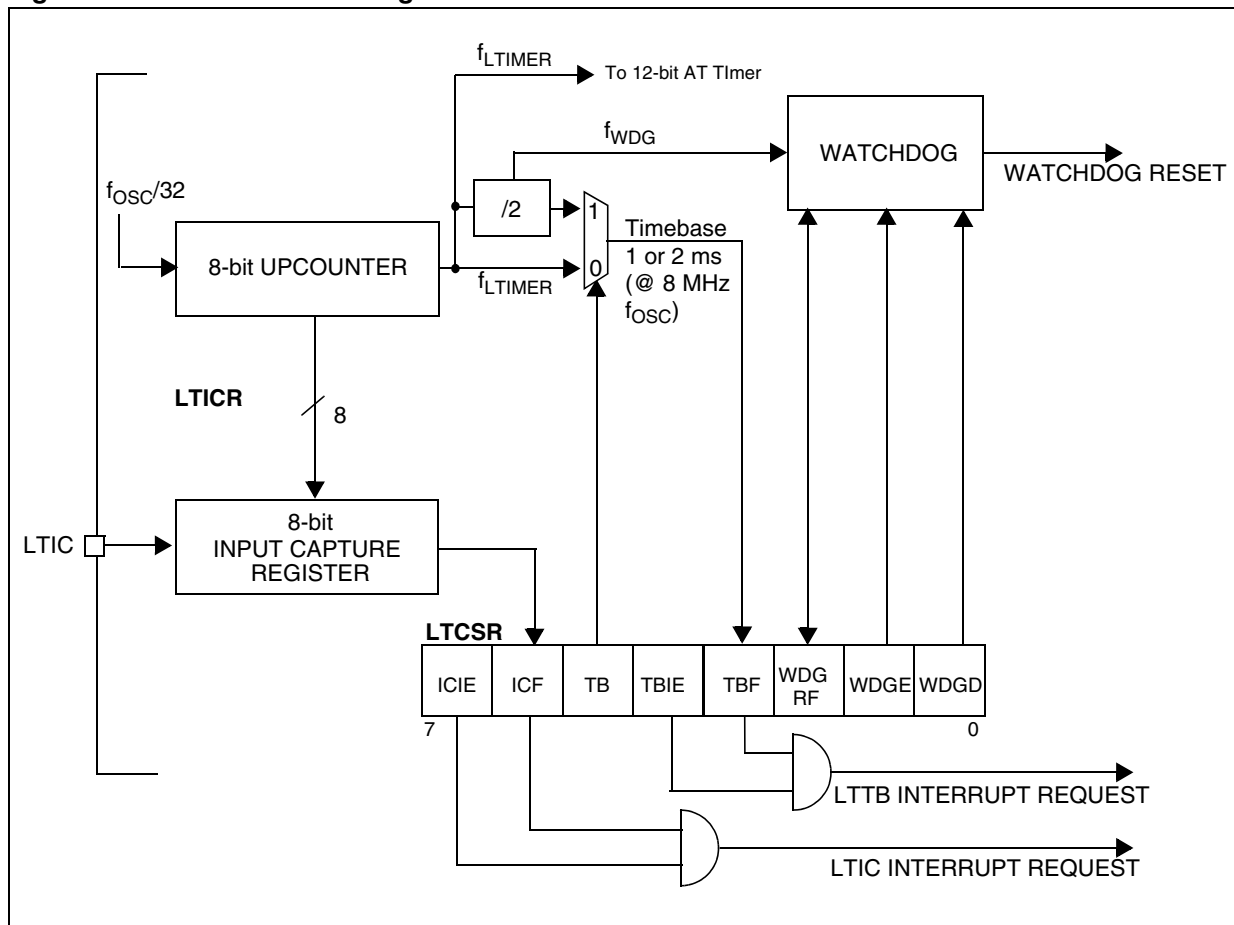 fLTIMER
To 12-bit AT TImer
fWDG
WATCHDOG
WATCHDOG RESET
fOSC/32
/2
1
0
Timebase
1 or 2 ms
(@ 8 MHz
fOSC)
8-bit UPCOUNTER
fLTIMER
LTICR
8
LTIC
8-bit
INPUT CAPTURE
REGISTER
LTCSR
ICIE ICF TB TBIE TBF WDG RF WDGE WDGD
7 0
LTTB INTERRUPT REQUEST
LTIC INTERRUPT REQUEST